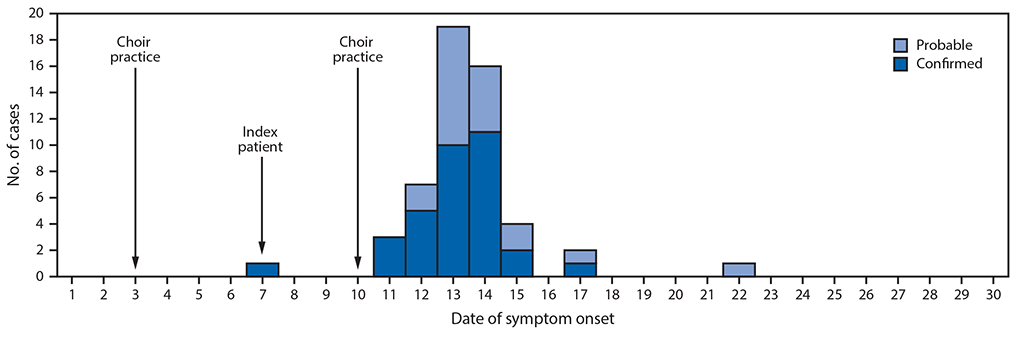 20
18
16
14
12
10
8
6
4
2
0
No. of cases
Choir
practice
Index
patient
Choir
practice
Probable
Confirmed
1 2 3 4 5 6 7 8 9 10 11 12 13 14 15 16 17 18 19 20 21 22 23 24 25 26 27 28 29 30
Date of symptom onset